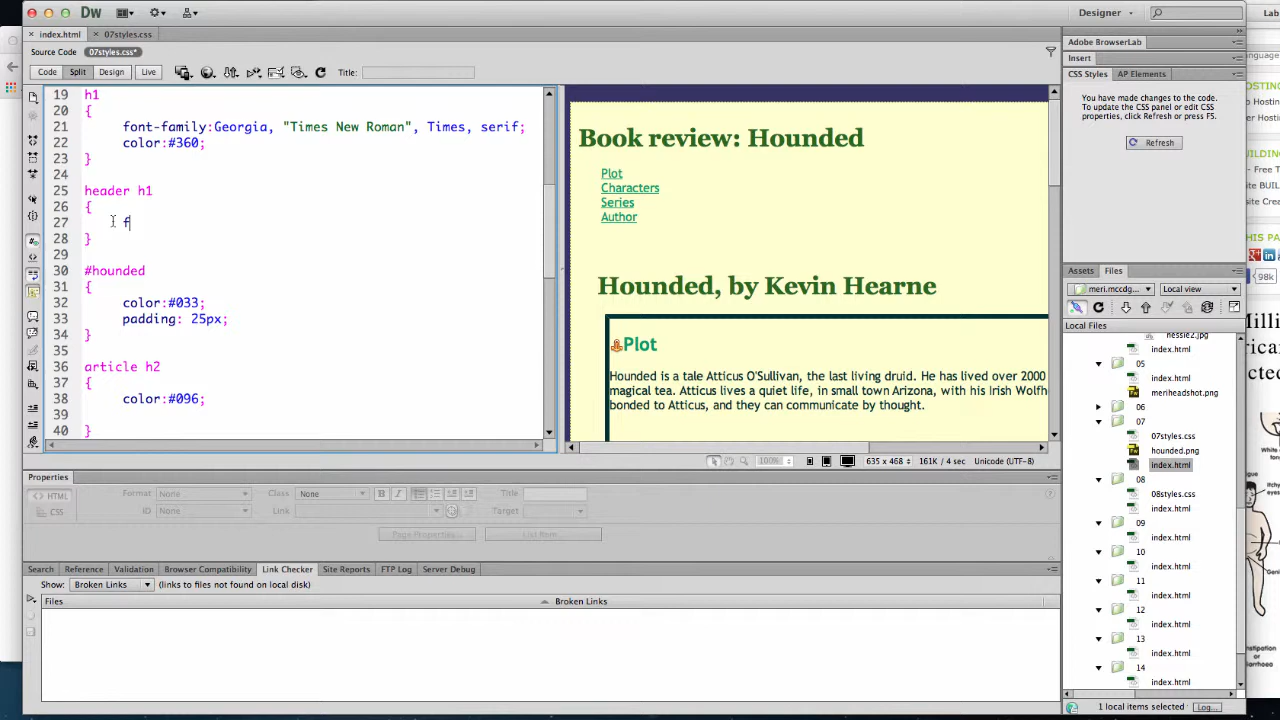 Dw
Designer
Lab
index.html
07styles.css
Source Code
07styles.css*
Code
Split
Design
Live
Title:
19 h1
20 {
21 font-family:Georgia, "Times New Roman", Times, serif;
22 color:#360;
23 }
24
25 header h1
26 {
27 f
28 }
29
30 #hounded
31 {
32 color:#033;
33 padding: 25px;
34 }
35
36 article h2
37 {
38 color:#096;
39
40 }
Book review: Hounded
Plot
Characters
Series
Author
Hounded, by Kevin Hearne
Plot
Hounded is a tale Atticus O'Sullivan, the last living druid. He has lived over 2000
magical tea. Atticus lives a quiet life, in small town Arizona, with his Irish Wolfh
bonded to Atticus, and they can communicate by thought.
100%
635 x 468
161K / 4 sec
Unicode (UTF-8)
Adobe BrowserLab
Insert
CSS Styles
AP Elements
You have made changes to the code.
To update the CSS panel or edit CSS
properties, click Refresh or press F5.
Refresh
Assets
Files
meri.mccdg...
Local view
Local Files
nessie2.jpg
index.html
05
index.html
meriheadshot.png
06
07
07styles.css
hounded.png
index.html
08
08styles.css
index.html
09
index.html
10
index.html
11
index.html
12
index.html
13
index.html
14
index.html
1 local items selected
Log...
Properties
HTML
CSS
Format None
ID None
Class None
Link
B I
Title
Target
Page Properties...
List Item...
Search
Reference
Validation
Browser Compatibility
Link Checker
Site Reports
FTP Log
Server Debug
Show: Broken Links (links to files not found on local disk)
Files
Broken Links
98k